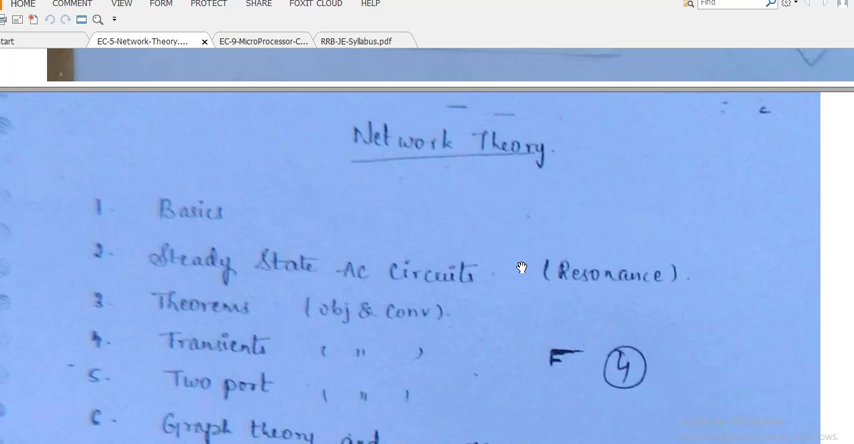 HOME COMMENT VIEW FORM PROTECT SHARE FOXIT CLOUD HELP Find
tart EC-5-Network-Theory.... EC-9-MicroProcessor-C... RRB-JE-Syllabus.pdf
Network Theory.
1. Basics
2. Steady State AC Circuits. (Resonance).
3. Theorems (obj & Conv).
4. Transients ( " )
5. Two port ( " )
4
6. Graph theory and